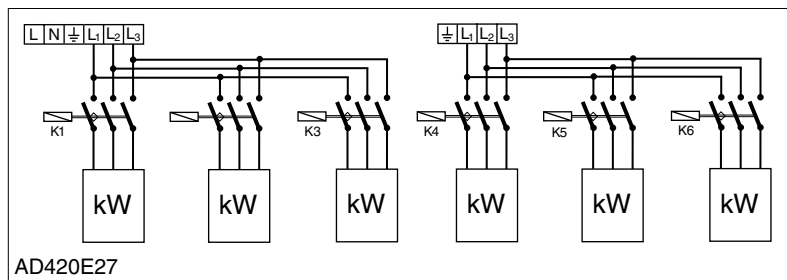 L N ⏚ L1 L2 L3
⏚ L1 L2 L3
K1
K3
K4
K5
K6
kW kW kW kW kW kW
AD420E27